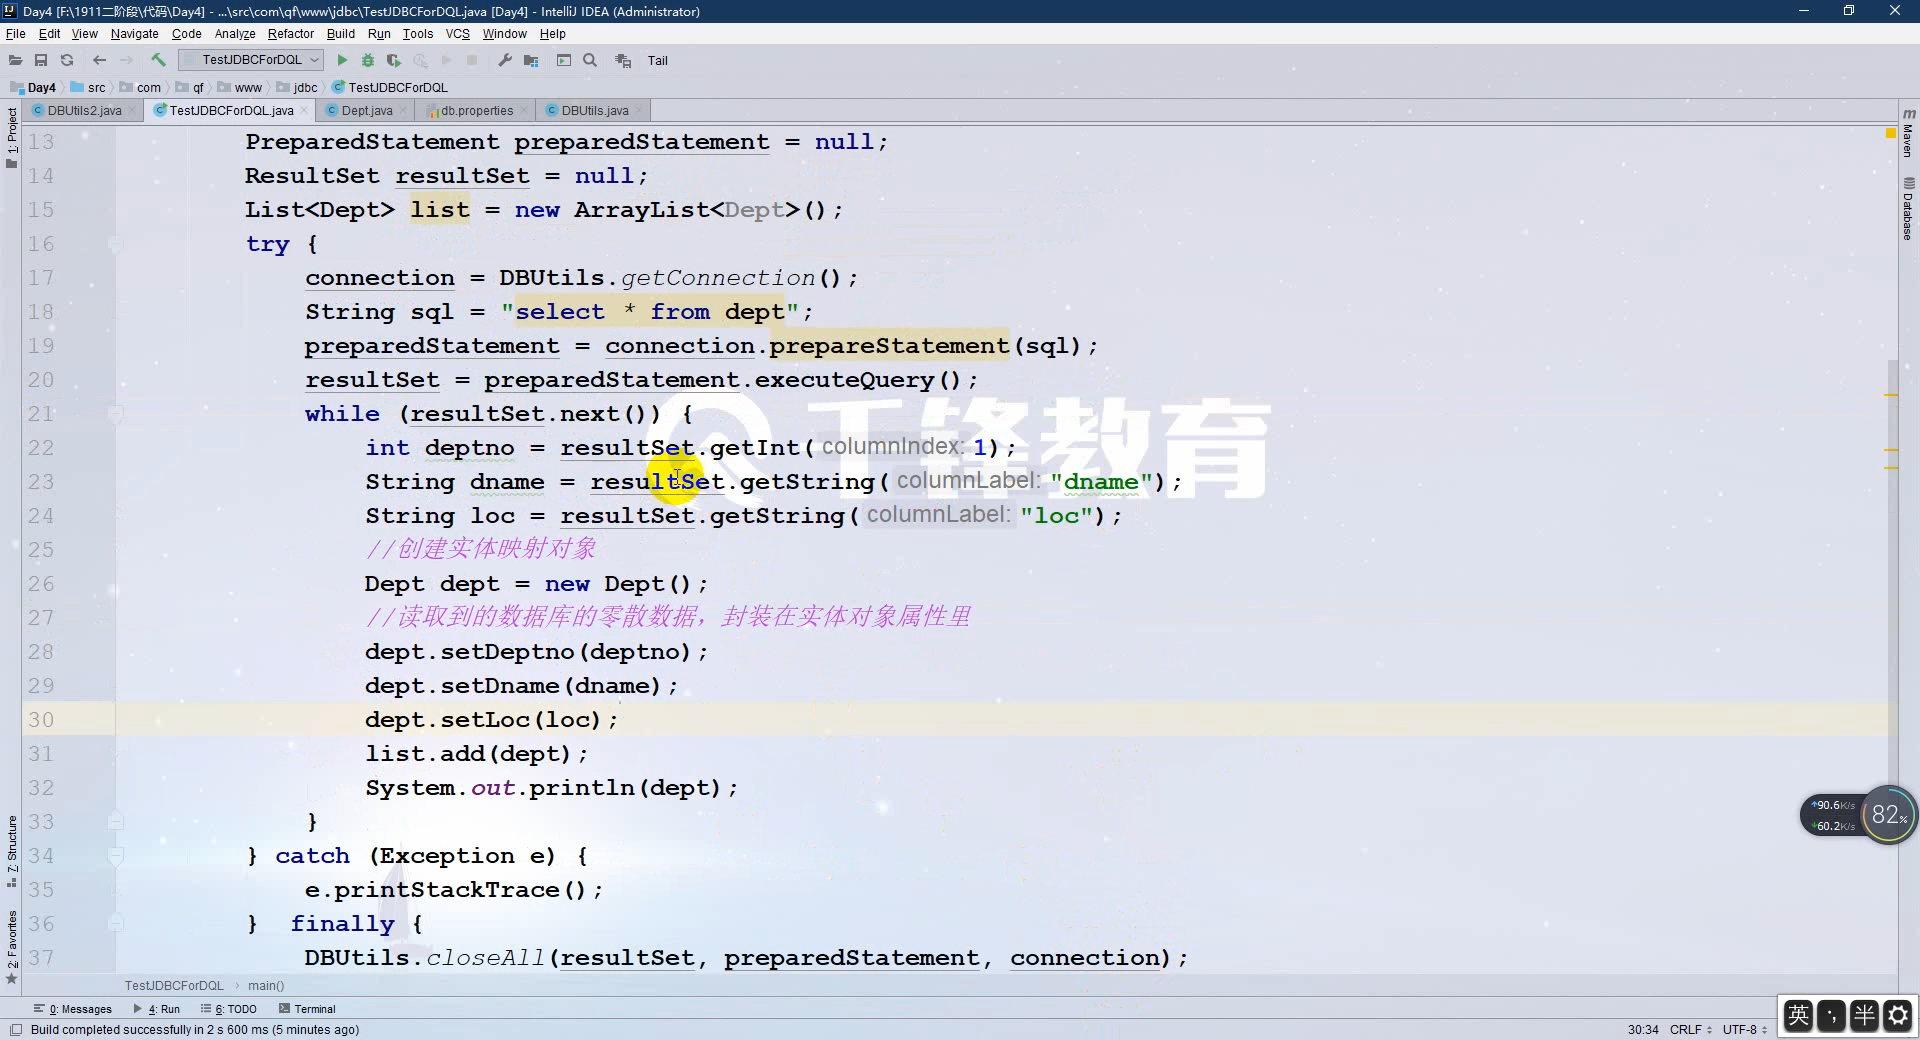 Day4 [F:\1911二阶段\代码\Day4] - ...\src\com\qf\www\jdbc\TestJDBCForDQL.java [Day4] - IntelliJ IDEA (Administrator)
File Edit View Navigate Code Analyze Refactor Build Run Tools VCS Window Help
TestJDBCForDQL Tail
Day4 src com qf www jdbc TestJDBCForDQL
DBUtils2.java TestJDBCForDQL.java Dept.java db.properties DBUtils.java
1: Project
Maven
Database
7: Structure
2: Favorites
13 PreparedStatement preparedStatement = null;
14 ResultSet resultSet = null;
15 List<Dept> list = new ArrayList<Dept>();
16 try {
17 connection = DBUtils.getConnection();
18 String sql = "select * from dept";
19 preparedStatement = connection.prepareStatement(sql);
20 resultSet = preparedStatement.executeQuery();
21 while (resultSet.next()) {
22 int deptno = resultSet.getInt( columnIndex: 1);
23 String dname = resultSet.getString( columnLabel: "dname");
24 String loc = resultSet.getString( columnLabel: "loc");
25 //创建实体映射对象
26 Dept dept = new Dept();
27 //读取到的数据库的零散数据，封装在实体对象属性里
28 dept.setDeptno(deptno);
29 dept.setDname(dname);
30 dept.setLoc(loc);
31 list.add(dept);
32 System.out.println(dept);
33 }
34 } catch (Exception e) {
35 e.printStackTrace();
36 } finally {
37 DBUtils.closeAll(resultSet, preparedStatement, connection);
千锋教育
90.6K/s
60.2K/s
82%
TestJDBCForDQL › main()
0: Messages 4: Run 6: TODO Terminal
Build completed successfully in 2 s 600 ms (5 minutes ago) 30:34 CRLF UTF-8
英 ·, 半